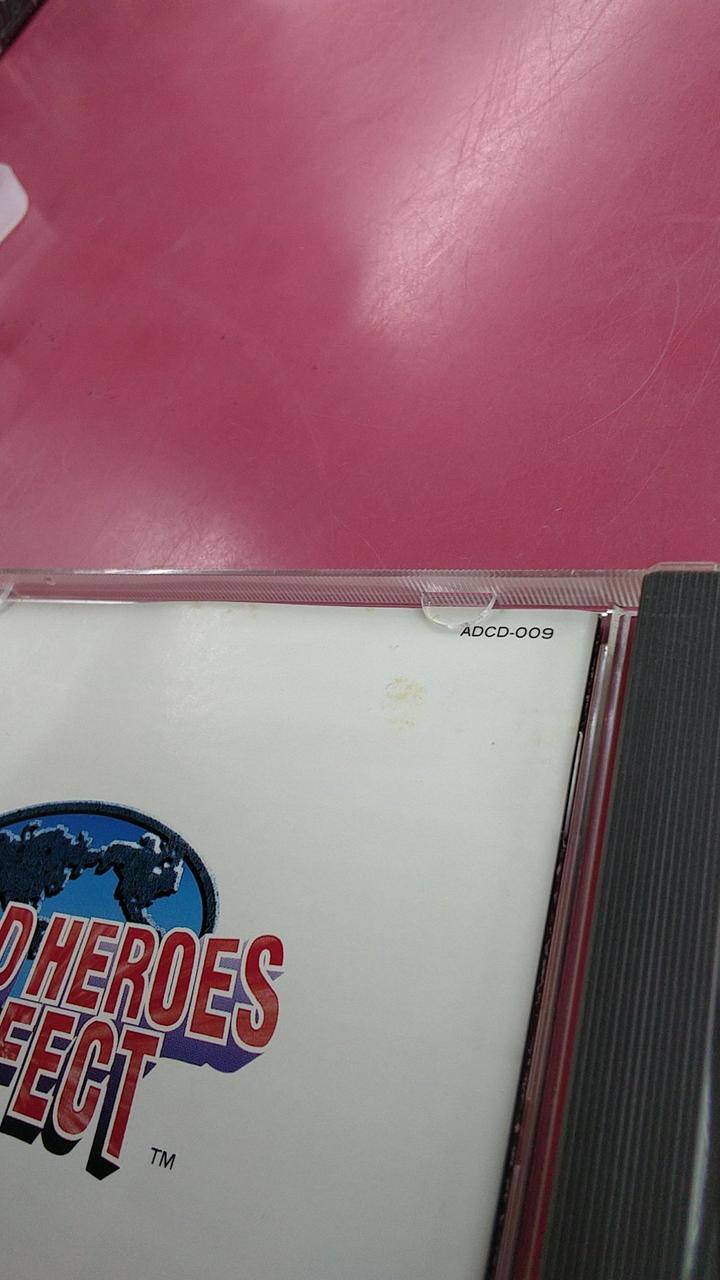 ADCD-009
D HEROES
FECT
TM